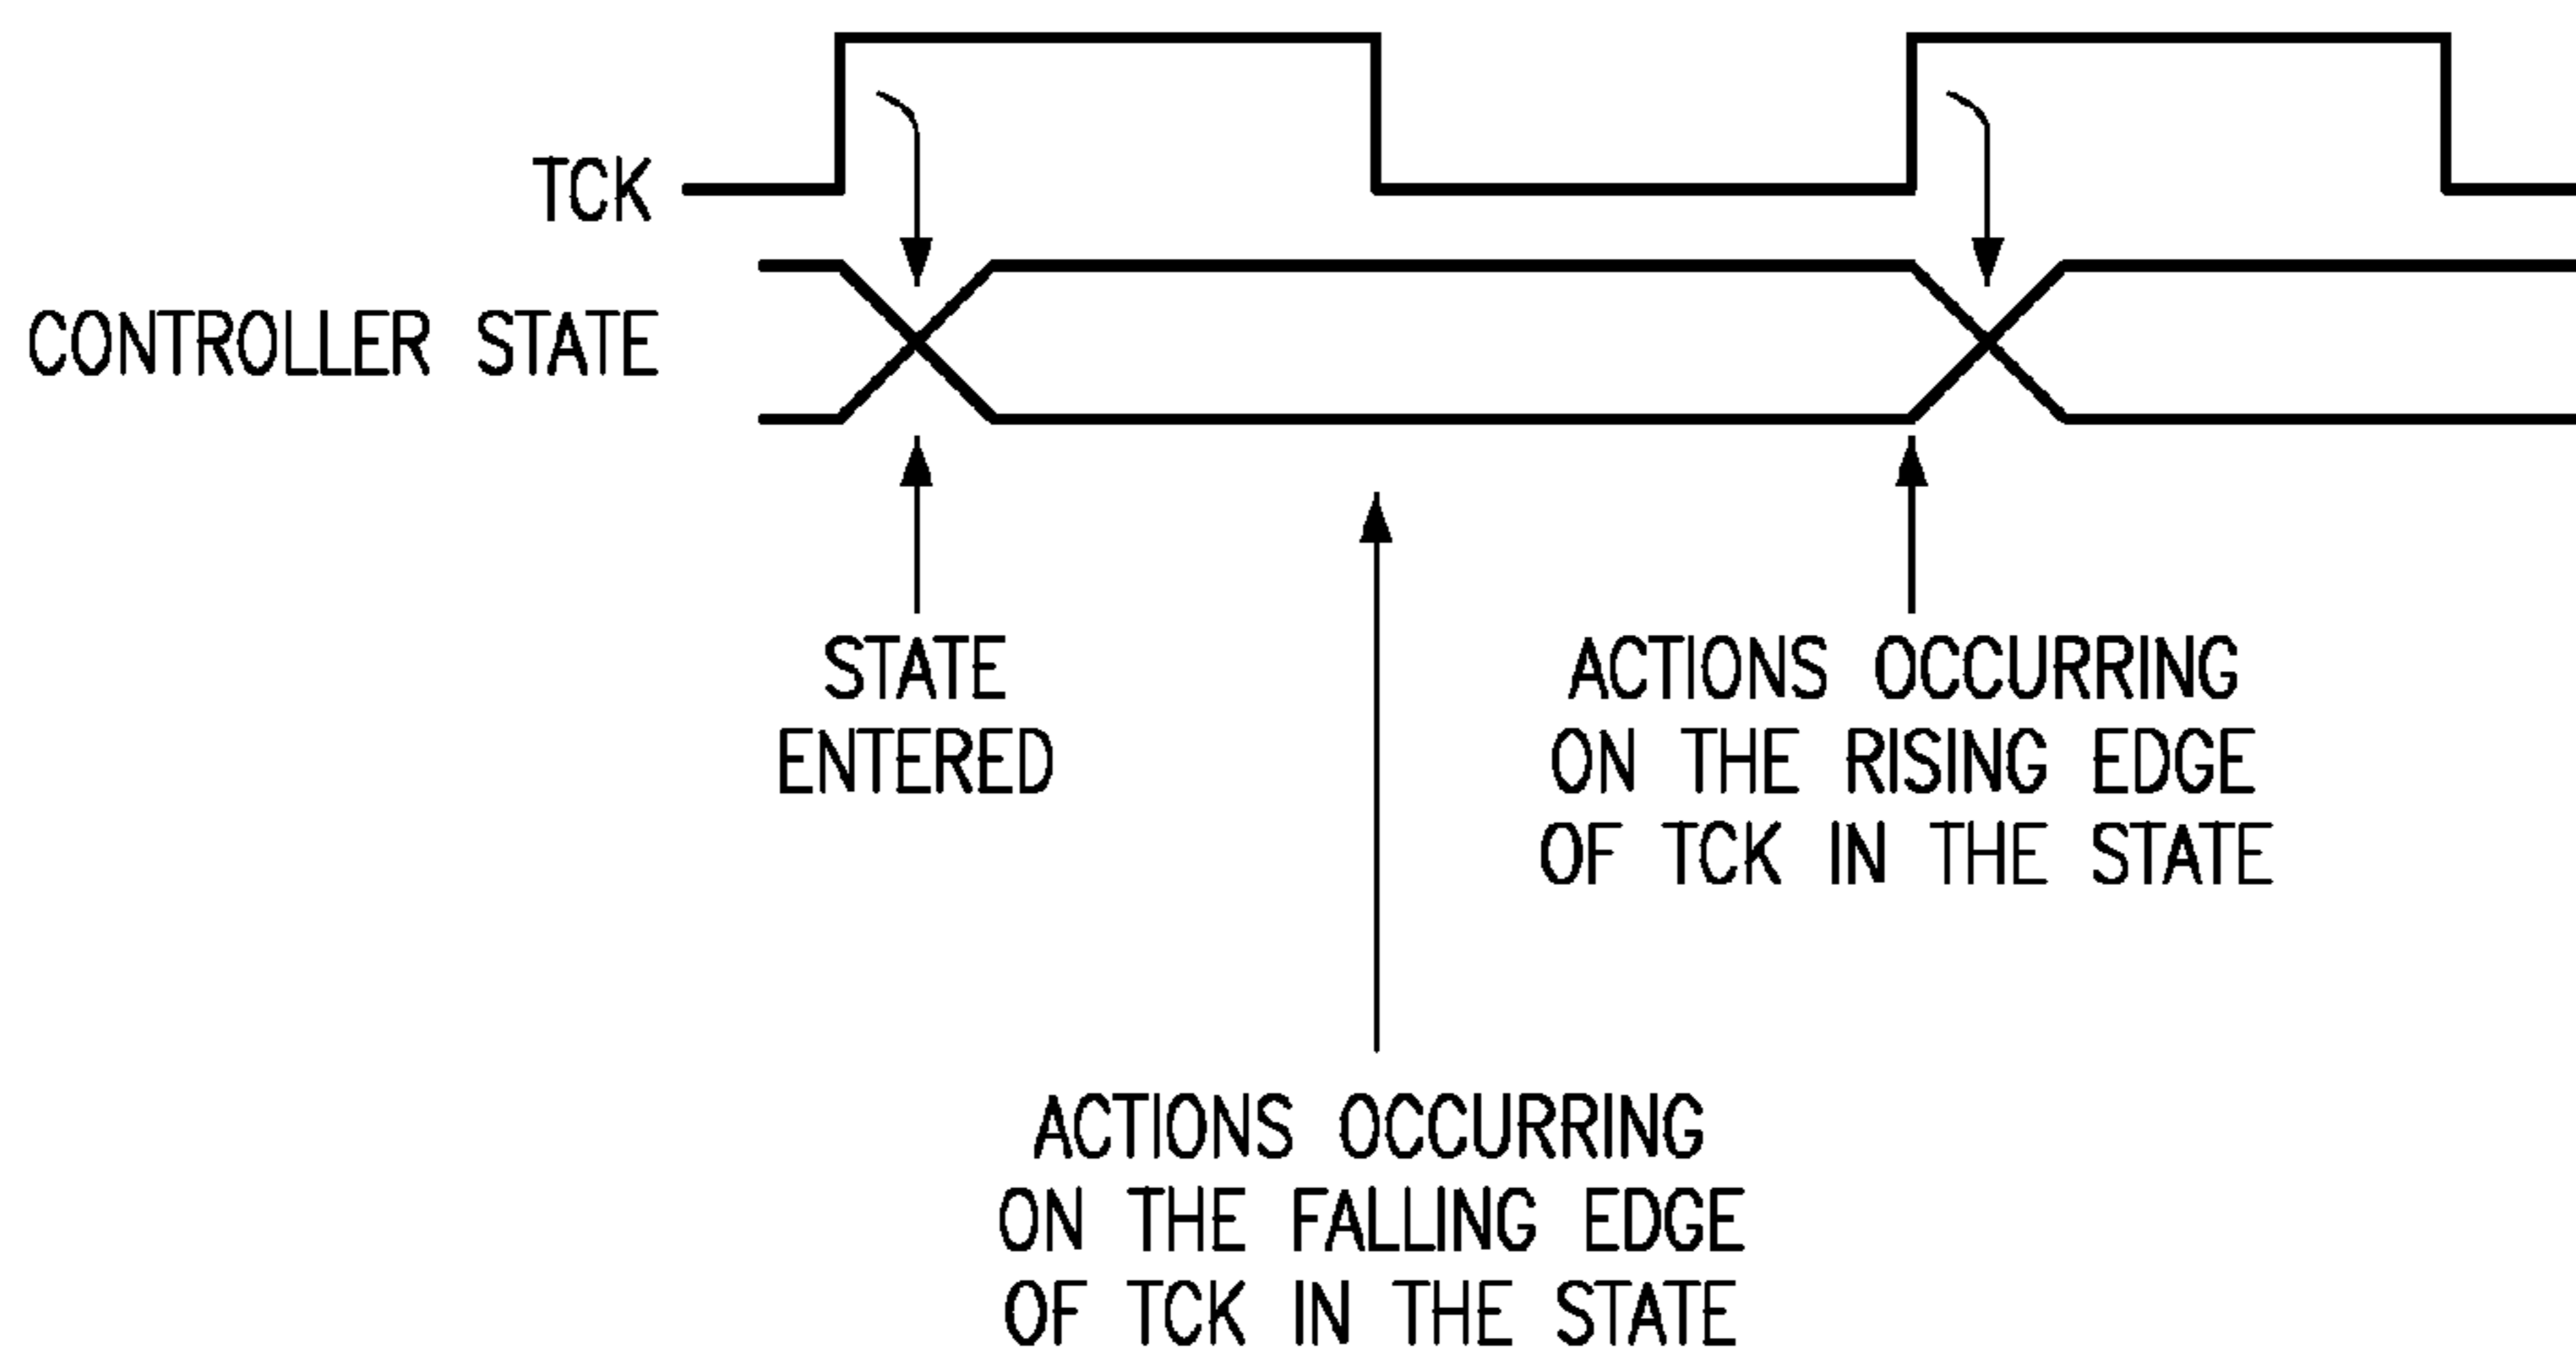 TCK
CONTROLLER STATE
STATE
ENTERED
ACTIONS OCCURRING
ON THE RISING EDGE
OF TCK IN THE STATE
ACTIONS OCCURRING
ON THE FALLING EDGE
OF TCK IN THE STATE